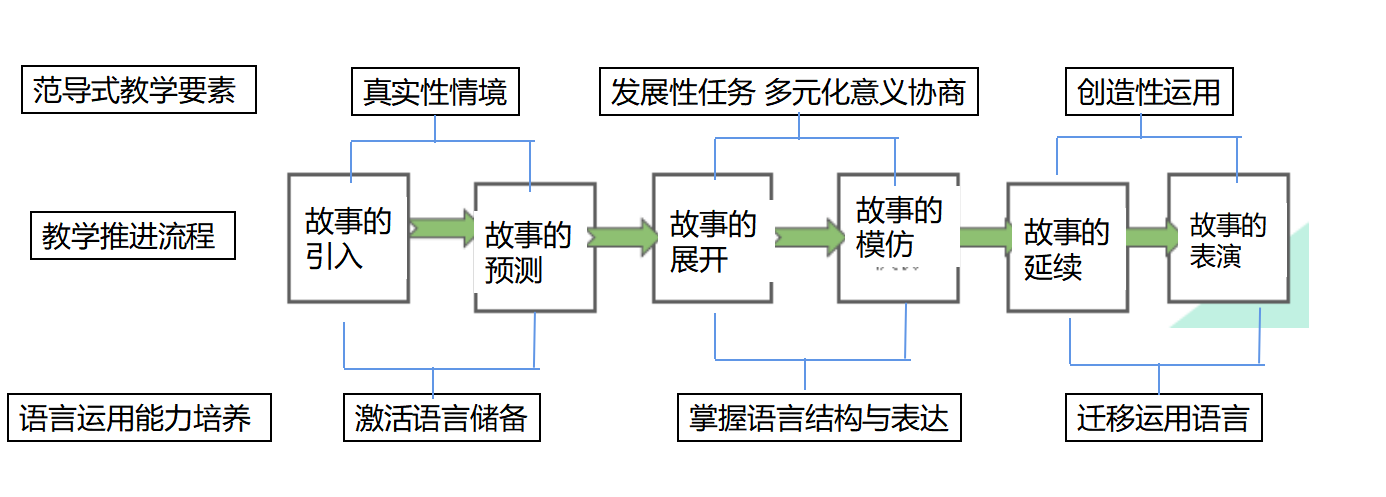 范导式教学要素
真实性情境
发展性任务 多元化意义协商
创造性运用
教学推进流程
故事的
引入
故事的
预测
故事的
展开
故事的
模仿
故事的
延续
故事的
表演
语言运用能力培养
激活语言储备
掌握语言结构与表达
迁移运用语言